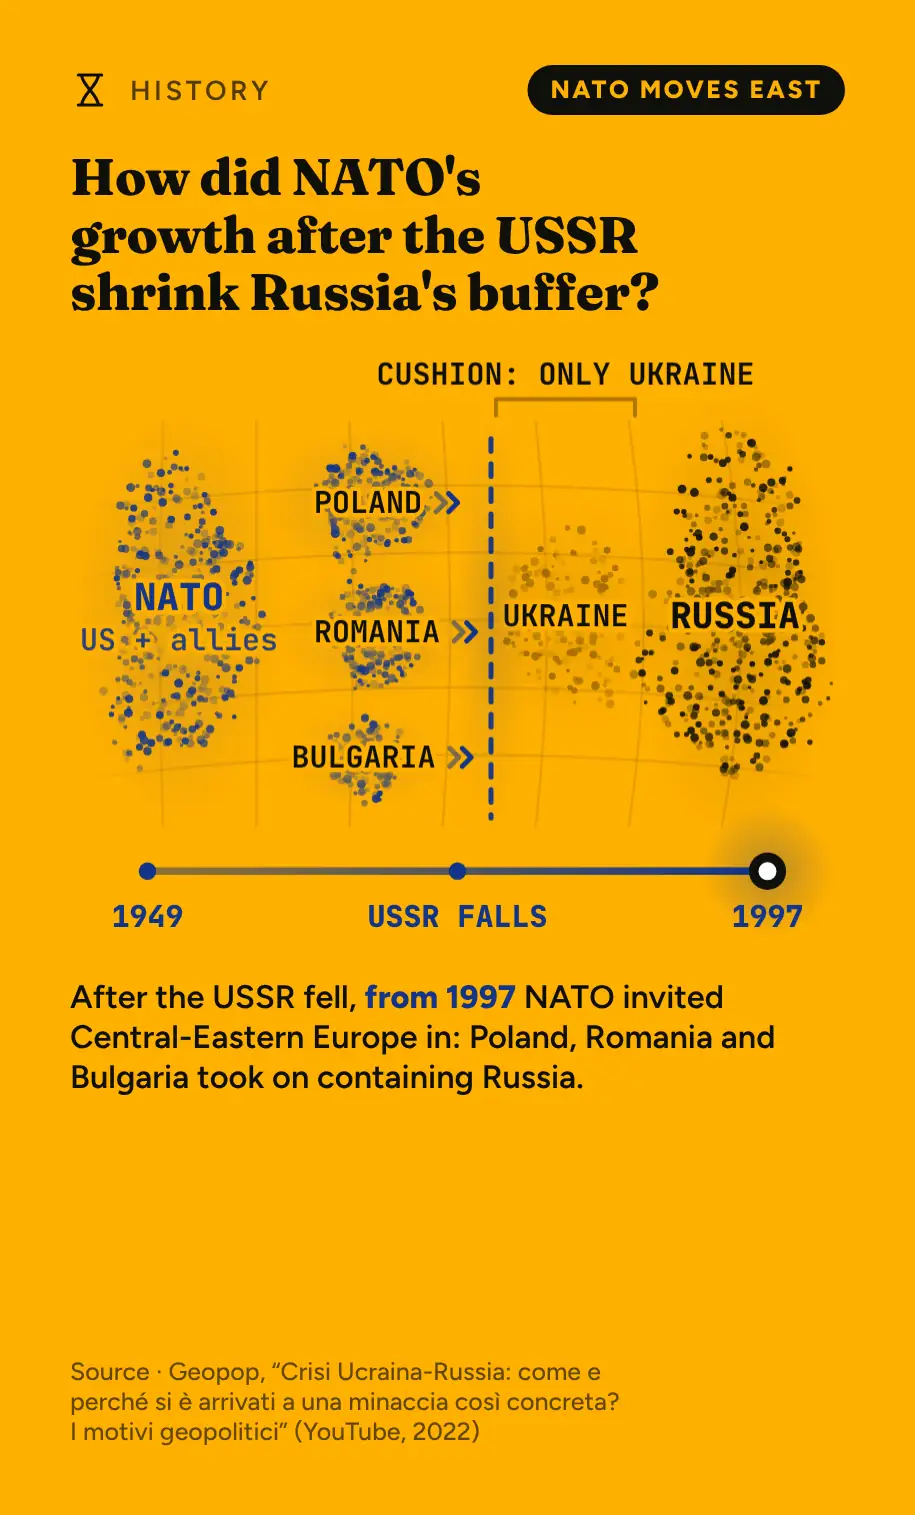 HISTORY
NATO MOVES EAST
How did NATO's
growth after the USSR
shrink Russia's buffer?
CUSHION: ONLY UKRAINE
POLAND
NATO
US + allies
ROMANIA
UKRAINE
RUSSIA
BULGARIA
1949
USSR FALLS
1997
After the USSR fell, from 1997 NATO invited
Central-Eastern Europe in: Poland, Romania and
Bulgaria took on containing Russia.
Source · Geopop, “Crisi Ucraina-Russia: come e
perché si è arrivati a una minaccia così concreta?
I motivi geopolitici” (YouTube, 2022)